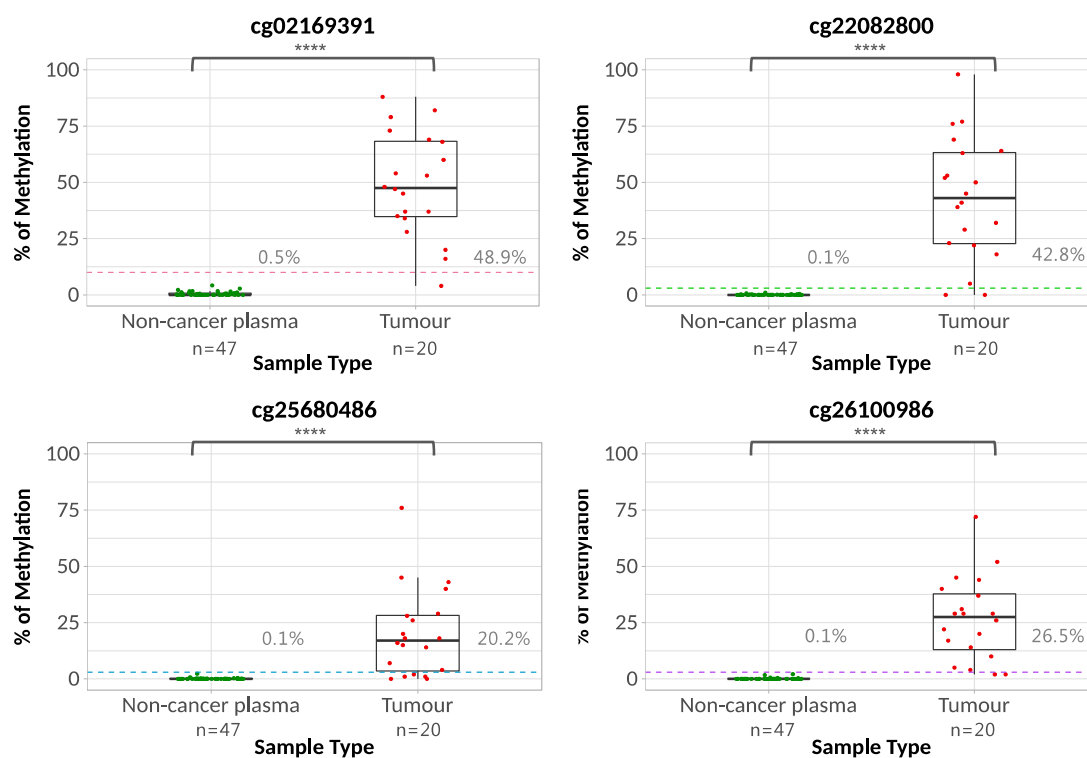 cg02169391
****
100
75
50
25
0
% of Methylation
0.5%
48.9%
Non-cancer plasma
n=47
Tumour
n=20
Sample Type
cg22082800
****
100
75
50
25
0
% of Methylation
0.1%
42.8%
Non-cancer plasma
n=47
Tumour
n=20
Sample Type
cg25680486
****
100
75
50
25
0
% of Methylation
0.1%
20.2%
Non-cancer plasma
n=47
Tumour
n=20
Sample Type
cg26100986
****
100
75
50
25
0
% of Methylation
0.1%
26.5%
Non-cancer plasma
n=47
Tumour
n=20
Sample Type